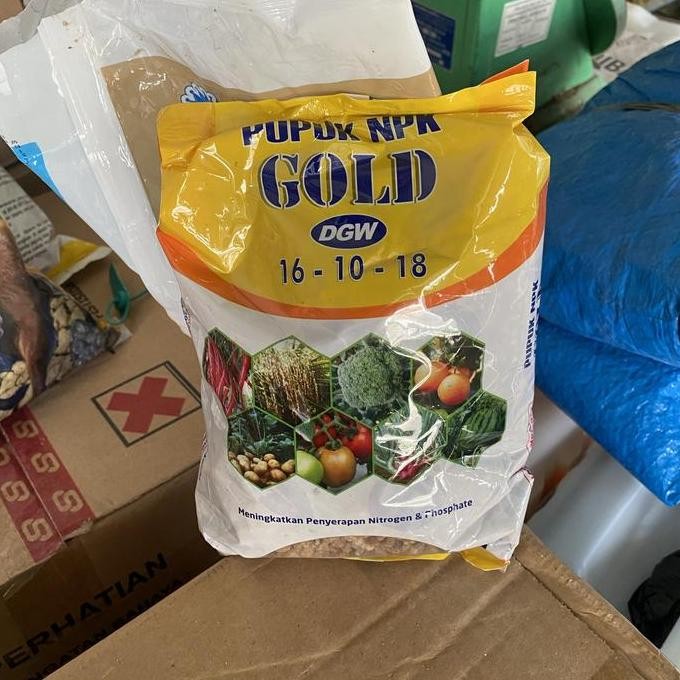 PUPUK NPK
GOLD
DGW
16 - 10 - 18
PUPUK NPK
Meningkatkan Penyerapan Nitrogen & Phosphate
PERHATIAN